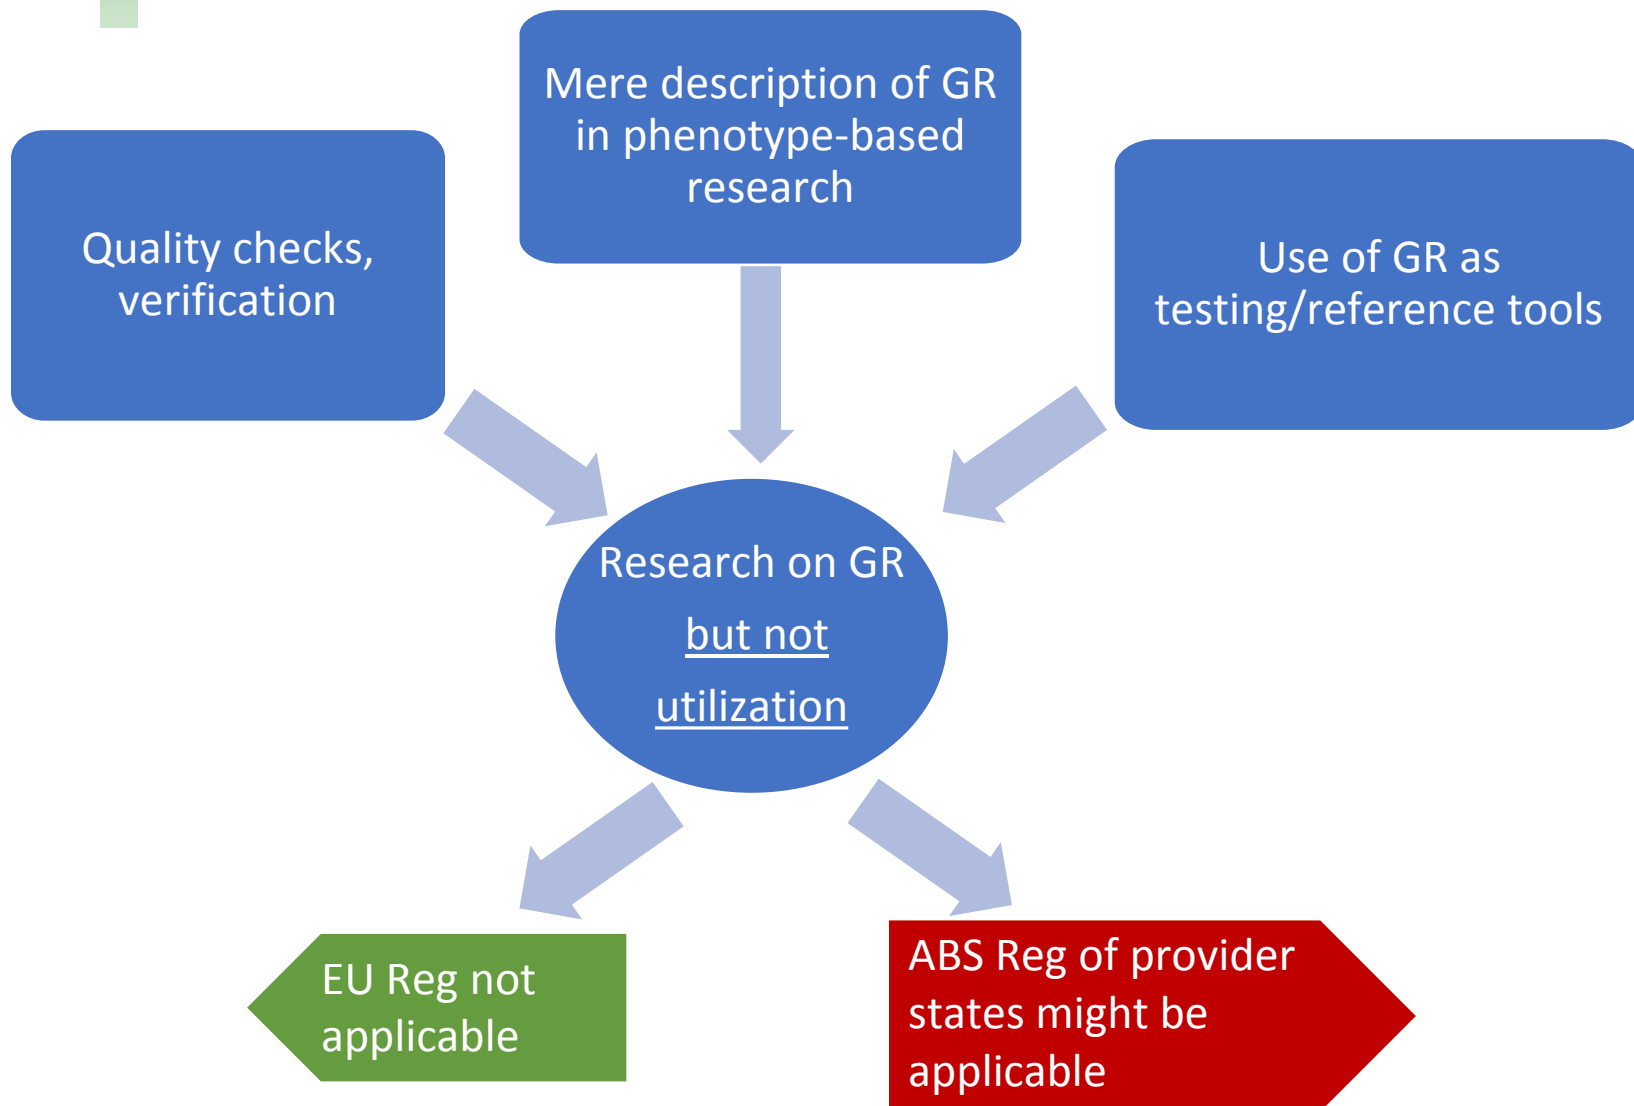 Mere description of GR
in phenotype-based
research
Quality checks,
verification
Use of GR as
testing/reference tools
Research on GR
but not
utilization
EU Reg not
applicable
ABS Reg of provider
states might be
applicable